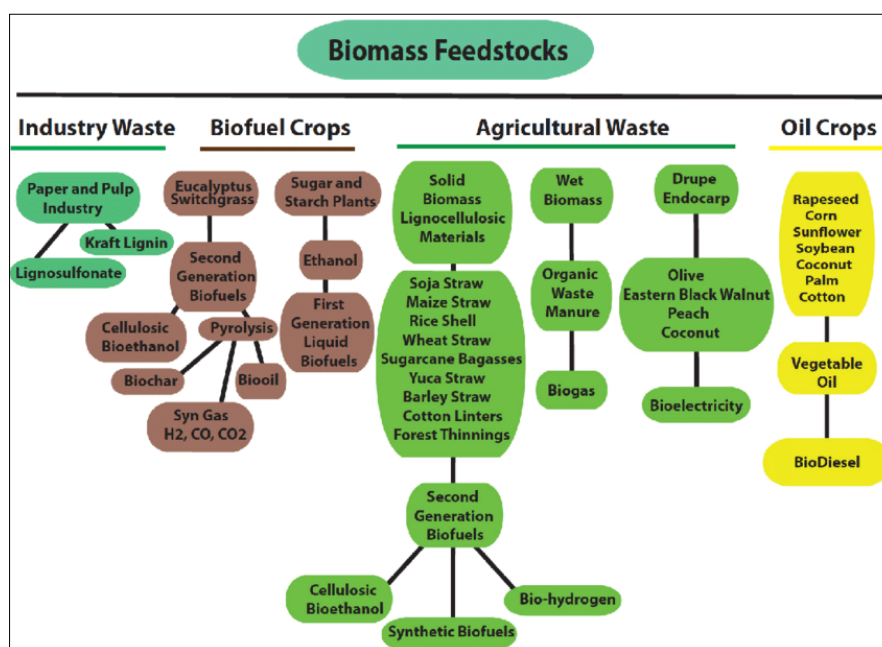 Biomass Feedstocks
Industry Waste
Paper and Pulp
Industry
Kraft Lignin
Lignosulfonate
Biofuel Crops
Eucalyptus
Switchgrass
Second
Generation
Biofuels
Cellulosic
Bioethanol
Pyrolysis
Biochar
Biooil
Syn Gas
H2, CO, CO2
Sugar and
Starch Plants
Ethanol
First
Generation
Liquid
Biofuels
Agricultural Waste
Solid
Biomass
Lignocellulosic
Materials
Soja Straw
Maize Straw
Rice Shell
Wheat Straw
Sugarcane Bagasses
Yuca Straw
Barley Straw
Cotton Linters
Forest Thinnings
Second
Generation
Biofuels
Cellulosic
Bioethanol
Synthetic Biofuels
Bio-hydrogen
Wet
Biomass
Organic
Waste
Manure
Biogas
Drupe
Endocarp
Olive
Eastern Black Walnut
Peach
Coconut
Bioelectricity
Oil Crops
Rapeseed
Corn
Sunflower
Soybean
Coconut
Palm
Cotton
Vegetable
Oil
BioDiesel